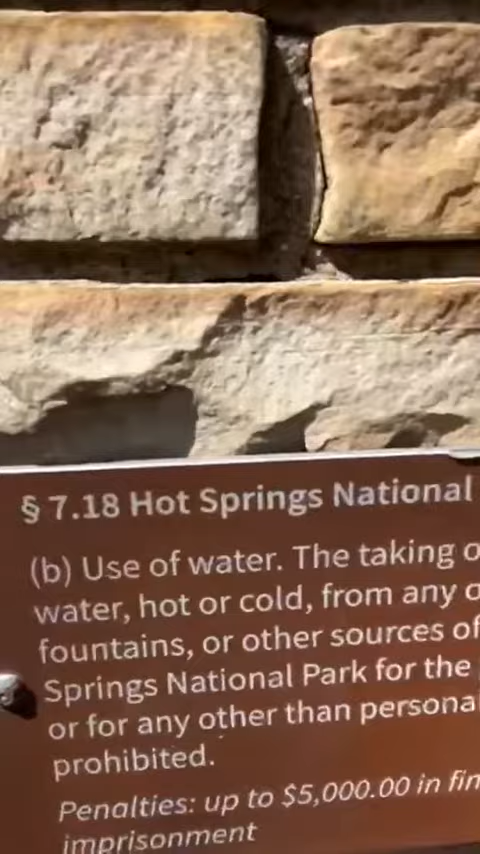 § 7.18 Hot Springs National
(b) Use of water. The taking o
water, hot or cold, from any o
fountains, or other sources of
Springs National Park for the
or for any other than persona
prohibited.
Penalties: up to $5,000.00 in fin
imprisonment